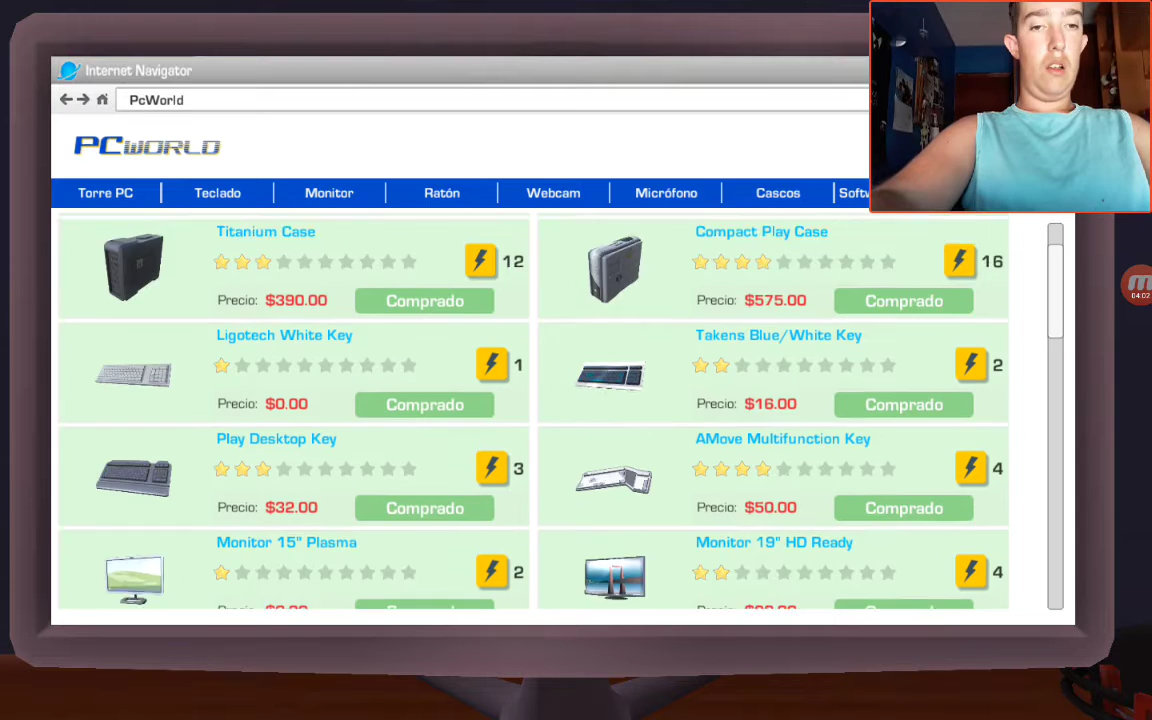 Internet Navigator
PcWorld
PCWORLD
Torre PC Teclado Monitor Ratón Webcam Micrófono Cascos
Titanium Case
12
Precio: $390.00 Comprado
Compact Play Case
16
Precio: $575.00 Comprado
Ligotech White Key
1
Precio: $0.00 Comprado
Takens Blue/White Key
2
Precio: $16.00 Comprado
Play Desktop Key
3
Precio: $32.00 Comprado
AMove Multifunction Key
4
Precio: $50.00 Comprado
Monitor 15" Plasma
2
Monitor 19" HD Ready
4
04:02